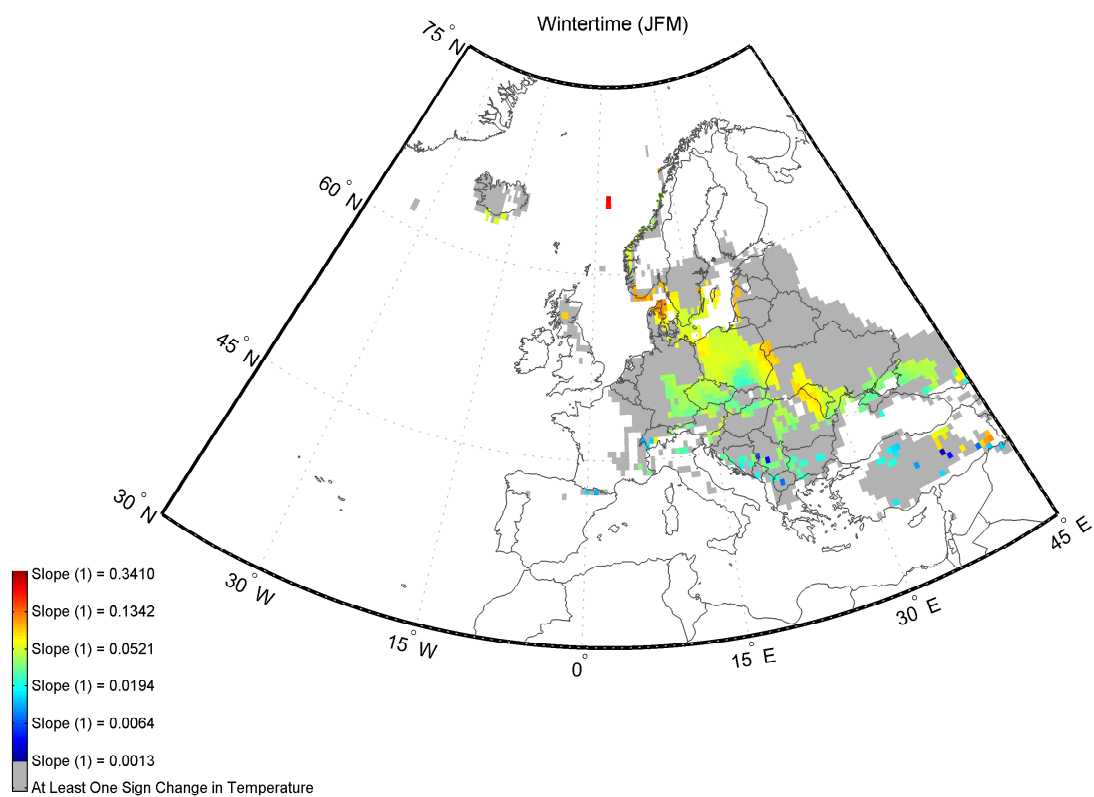 Wintertime (JFM)
75° N
60° N
45° N
30° N
30° W
15° W
0°
15° E
30° E
45° E
Slope (1) = 0.3410
Slope (1) = 0.1342
Slope (1) = 0.0521
Slope (1) = 0.0194
Slope (1) = 0.0064
Slope (1) = 0.0013
At Least One Sign Change in Temperature